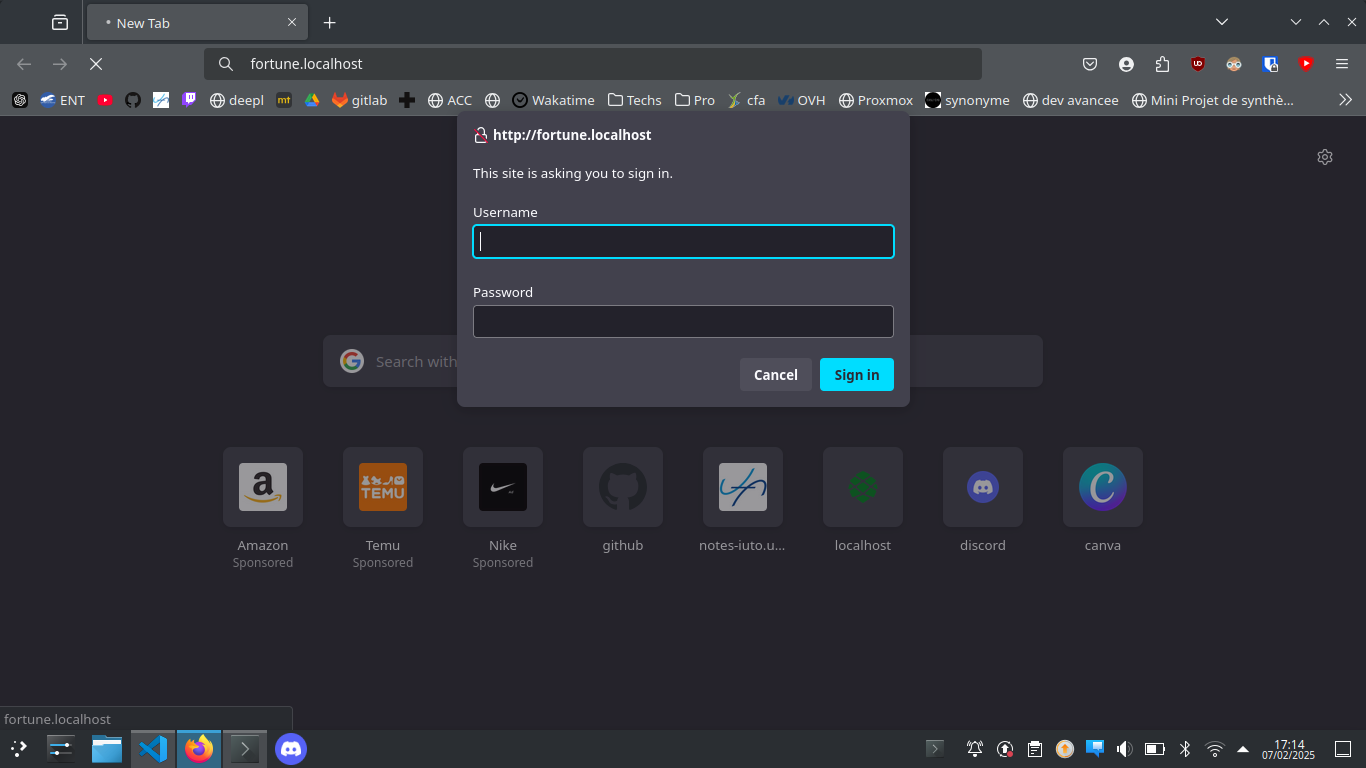 New Tab
fortune.localhost
ENT
deepl
mt
gitlab
ACC
Wakatime
Techs
Pro
cfa
OVH
Proxmox
synonyme
dev avancee
Mini Projet de synthè…
http://fortune.localhost
This site is asking you to sign in.
Username
Password
Cancel
Sign in
Search with
a
TEMU
Amazon
Sponsored
Temu
Sponsored
Nike
Sponsored
github
notes-iuto.u…
localhost
discord
canva
fortune.localhost
17:14
07/02/2025